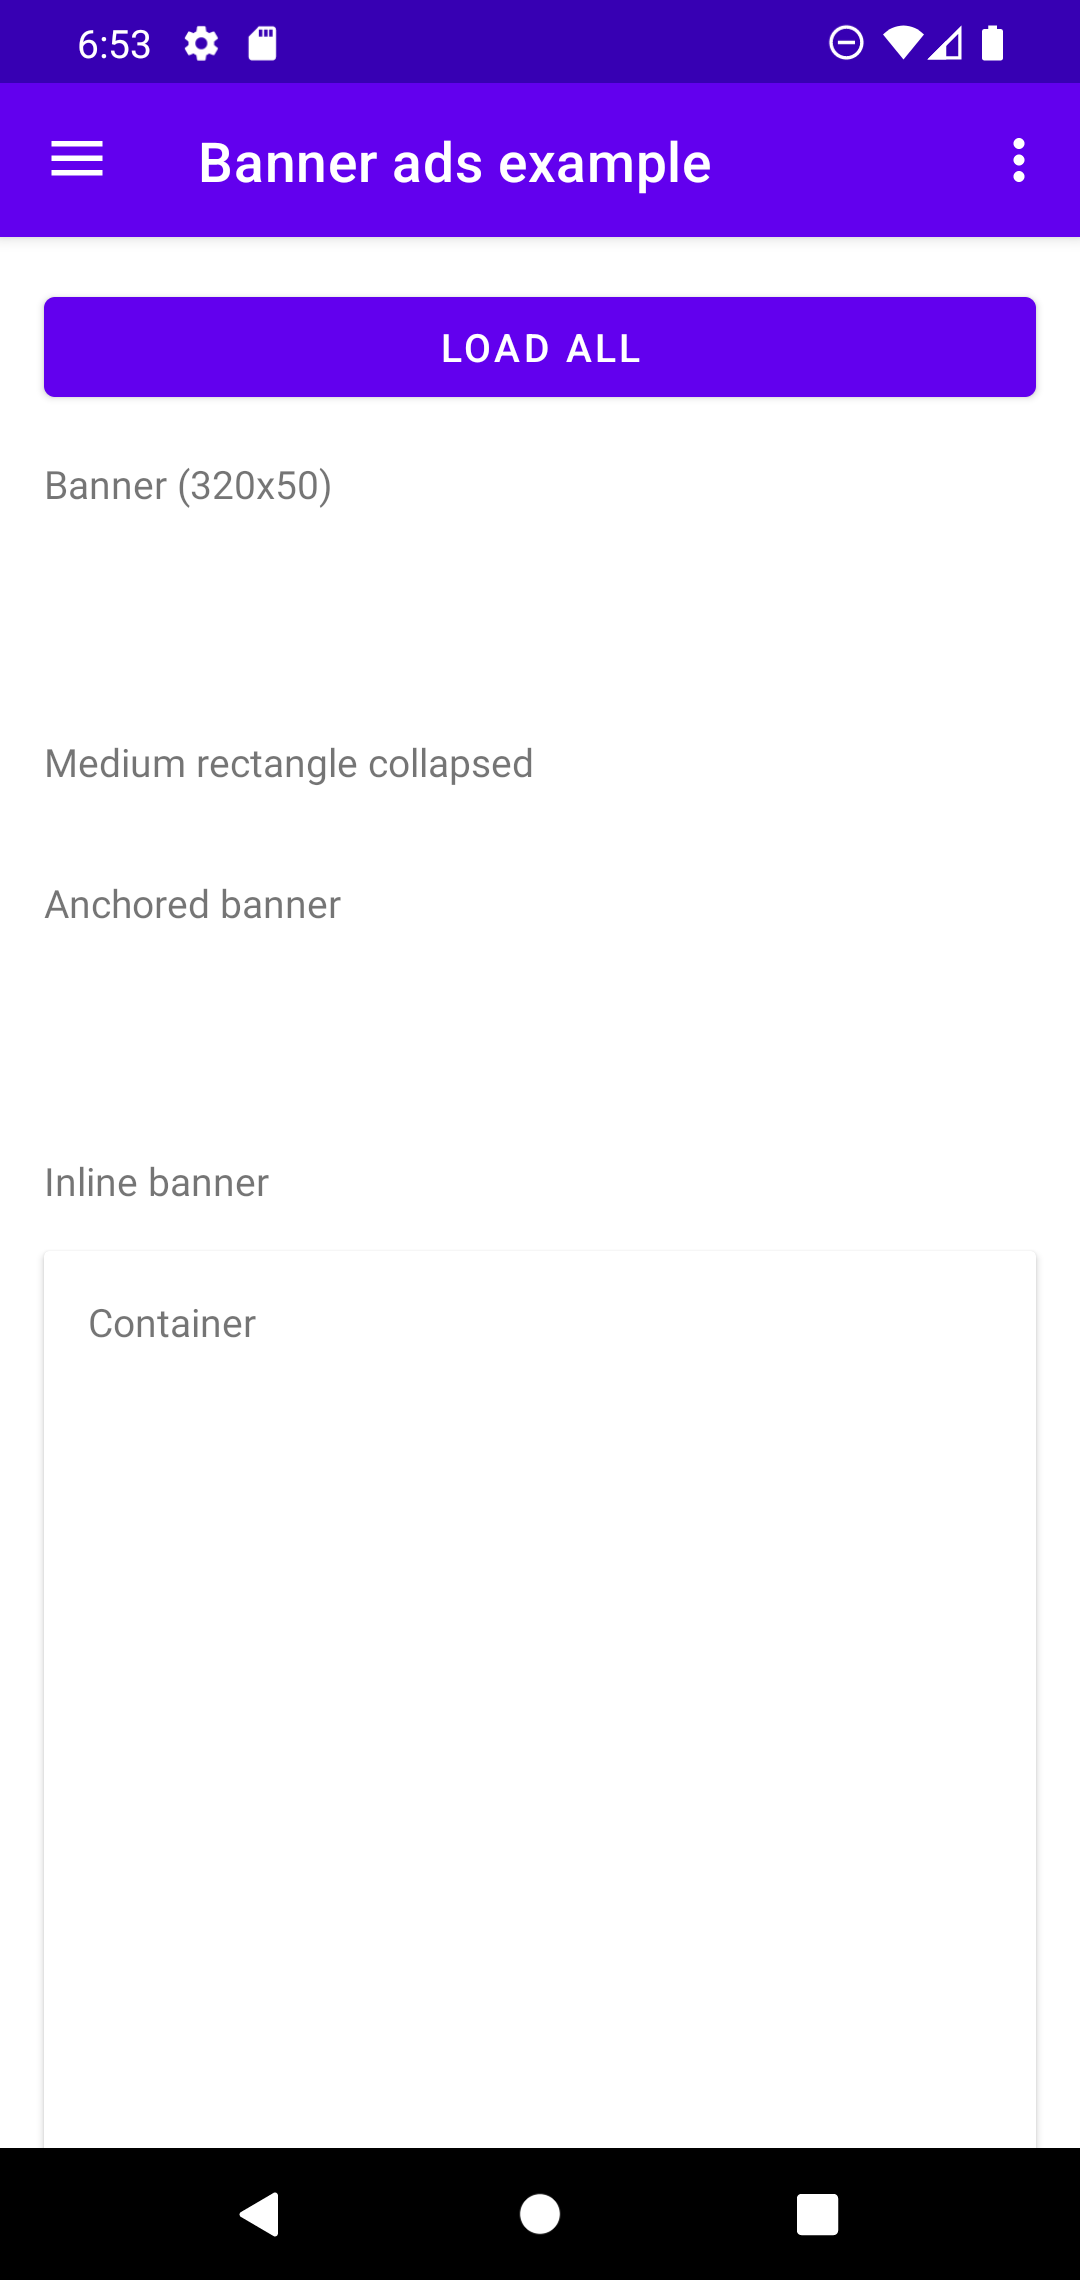 6:53
Banner ads example
LOAD ALL
Banner (320x50)
Medium rectangle collapsed
Anchored banner
Inline banner
Container